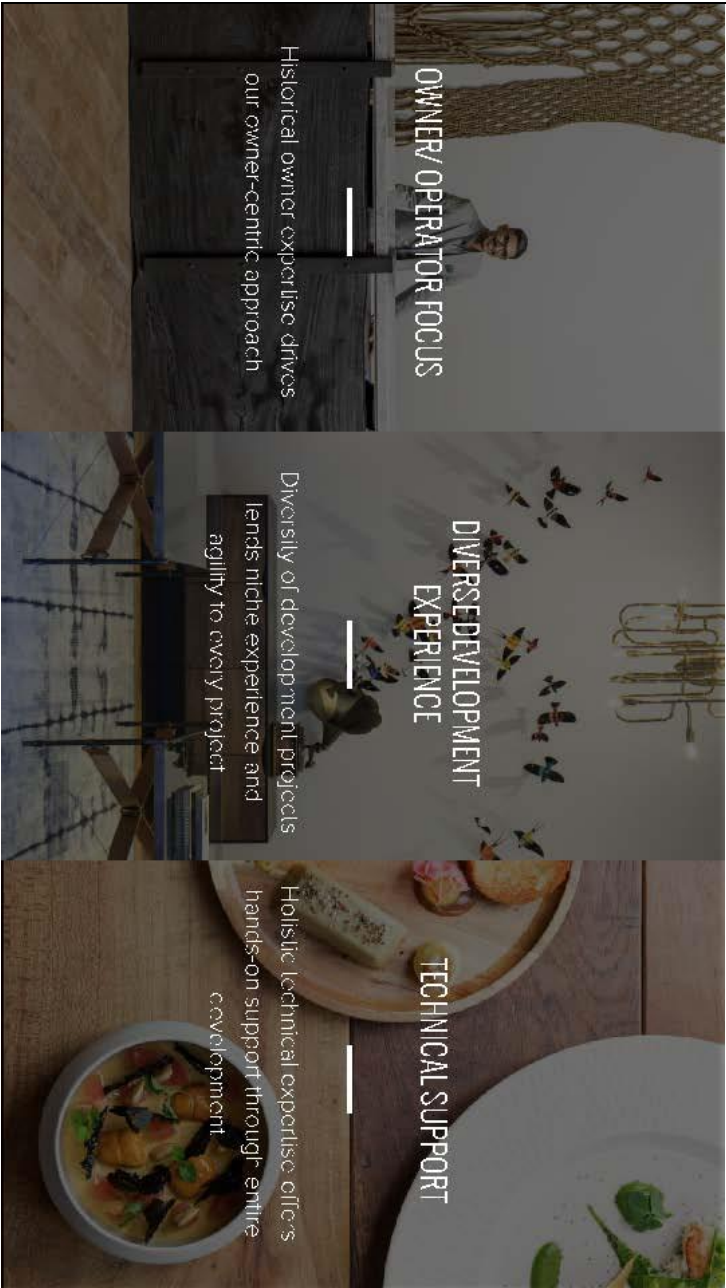 OWNER/ OPERATOR FOCUS
Historical owner expertise drives
our owner-centric approach
DIVERSE DEVELOPMENT
EXPERIENCE
Diversity of development projects
lends niche experience and
agility to every project
TECHNICAL SUPPORT
Holistic technical expertise offers
hands-on support through entire
development.